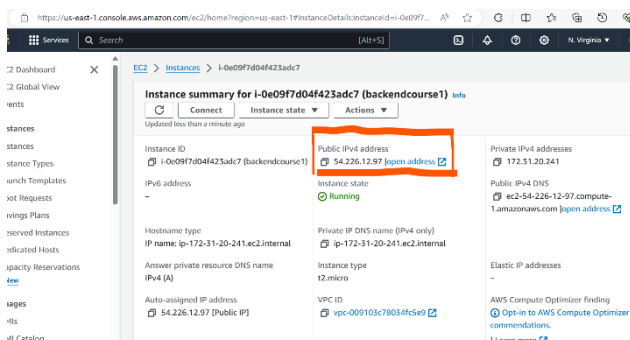 https://us-east-1.console.aws.amazon.com/ec2/home?region=us-east-1#InstanceDetails:instanceId=i-0e09f7...
Services
Search
[Alt+S]
N. Virginia
C2 Dashboard
C2 Global View
vents
stances
stances
stance Types
unch Templates
pot Requests
avings Plans
eserved Instances
edicated Hosts
apacity Reservations
New
mages
MIs
MI Catalog
EC2 > Instances > i-0e09f7d04f423adc7
Instance summary for i-0e09f7d04f423adc7 (backendcourse1) Info
Connect
Instance state
Actions
Updated less than a minute ago
Instance ID
i-0e09f7d04f423adc7 (backendcourse1)
Public IPv4 address
54.226.12.97 |open address
Private IPv4 addresses
172.31.20.241
IPv6 address
–
Instance state
Running
Public IPv4 DNS
ec2-54-226-12-97.compute-
1.amazonaws.com |open address
Hostname type
IP name: ip-172-31-20-241.ec2.internal
Private IP DNS name (IPv4 only)
ip-172-31-20-241.ec2.internal
Answer private resource DNS name
IPv4 (A)
Instance type
t2.micro
Elastic IP addresses
–
Auto-assigned IP address
54.226.12.97 [Public IP]
VPC ID
vpc-009103c78034fc5e9
AWS Compute Optimizer finding
Opt-in to AWS Compute Optimizer
commendations.
| Learn more